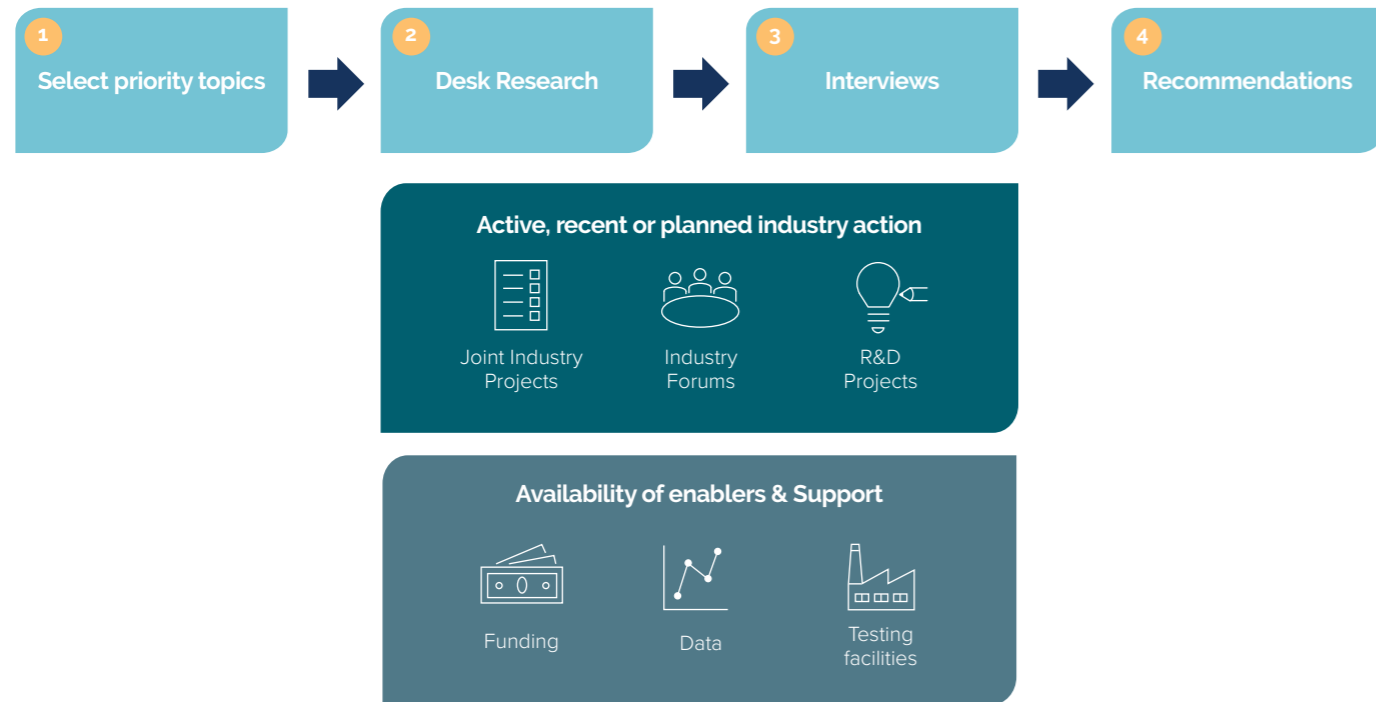 1
Select priority topics
2
Desk Research
3
Interviews
4
Recommendations
Active, recent or planned industry action
Joint Industry
Projects
Industry
Forums
R&D
Projects
Availability of enablers & Support
Funding
Data
Testing
facilities